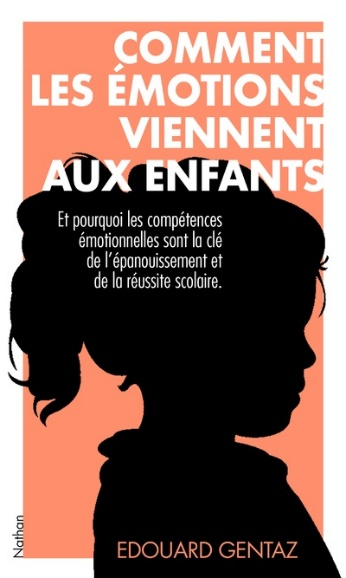 COMMENT
LES ÉMOTIONS
VIENNENT
AUX ENFANTS
Et pourquoi les compétences
émotionnelles sont la clé
de l'épanouissement et
de la réussite scolaire.
Nathan
EDOUARD GENTAZ